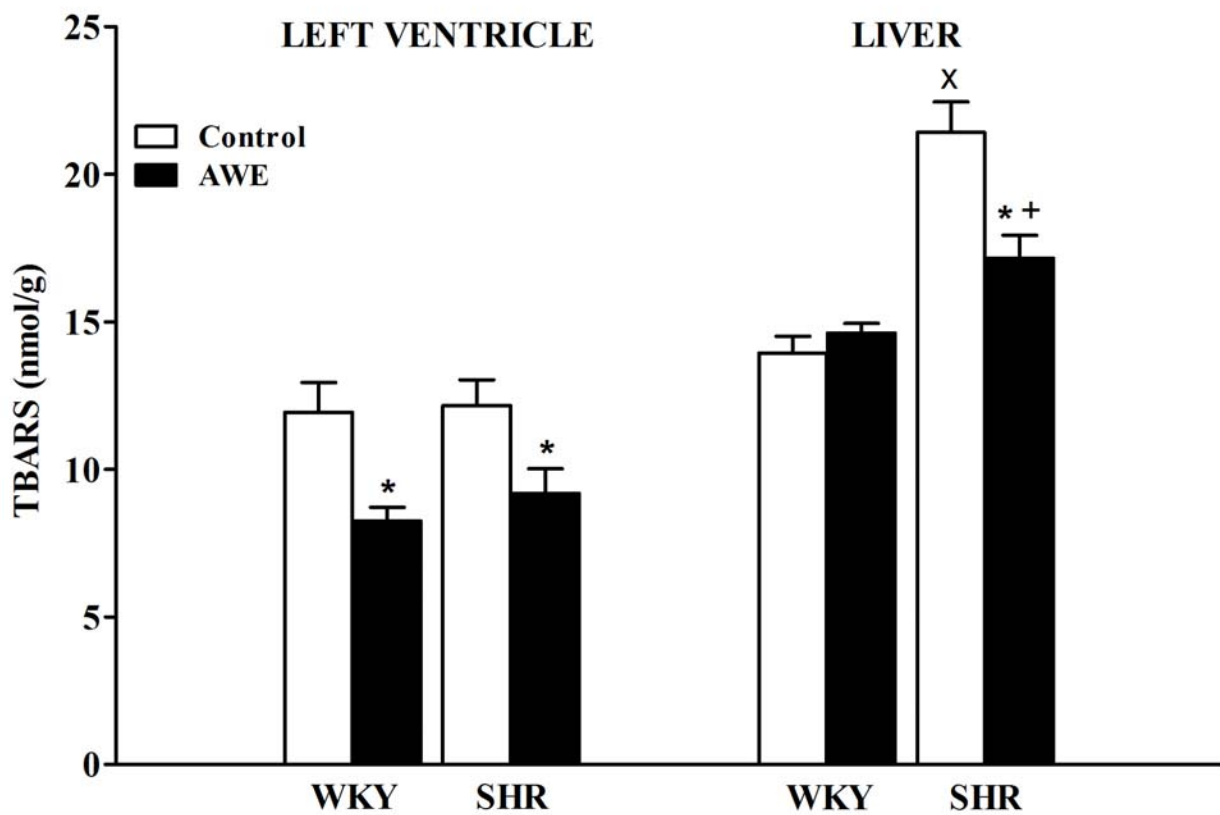 LEFT VENTRICLE
LIVER
Control
AWE
TBARS (nmol/g)
25
20
15
10
5
0
*
*
x
* +
WKY
SHR
WKY
SHR